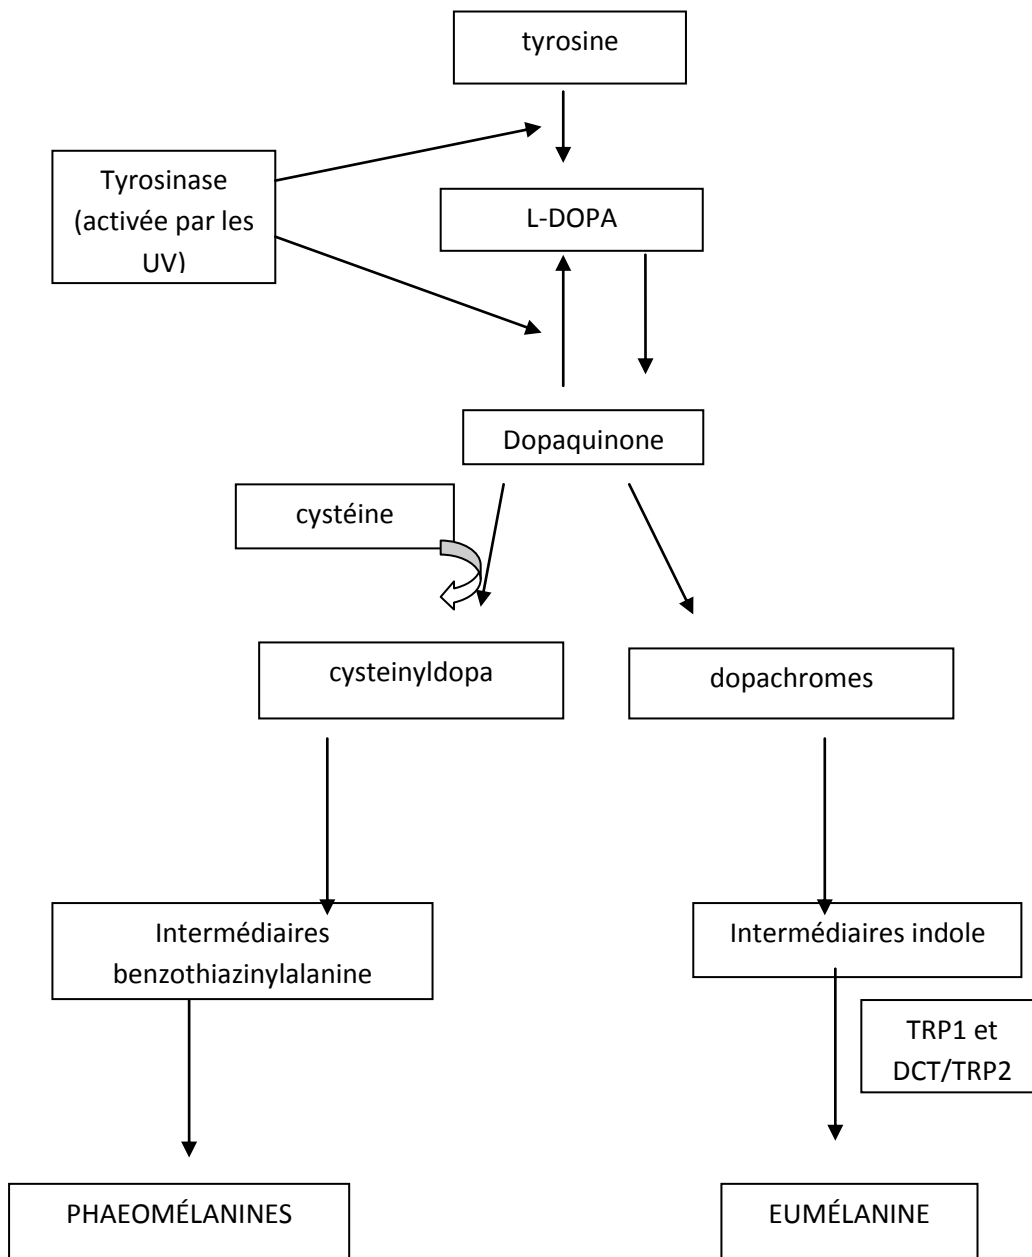 tyrosine
Tyrosinase
(activée par les
UV)
L-DOPA
Dopaquinone
cystéine
cysteinyldopa
dopachromes
Intermédiaires
benzothiazinylalanine
Intermédiaires indole
TRP1 et
DCT/TRP2
PHAEOMÉLANINES
EUMÉLANINE